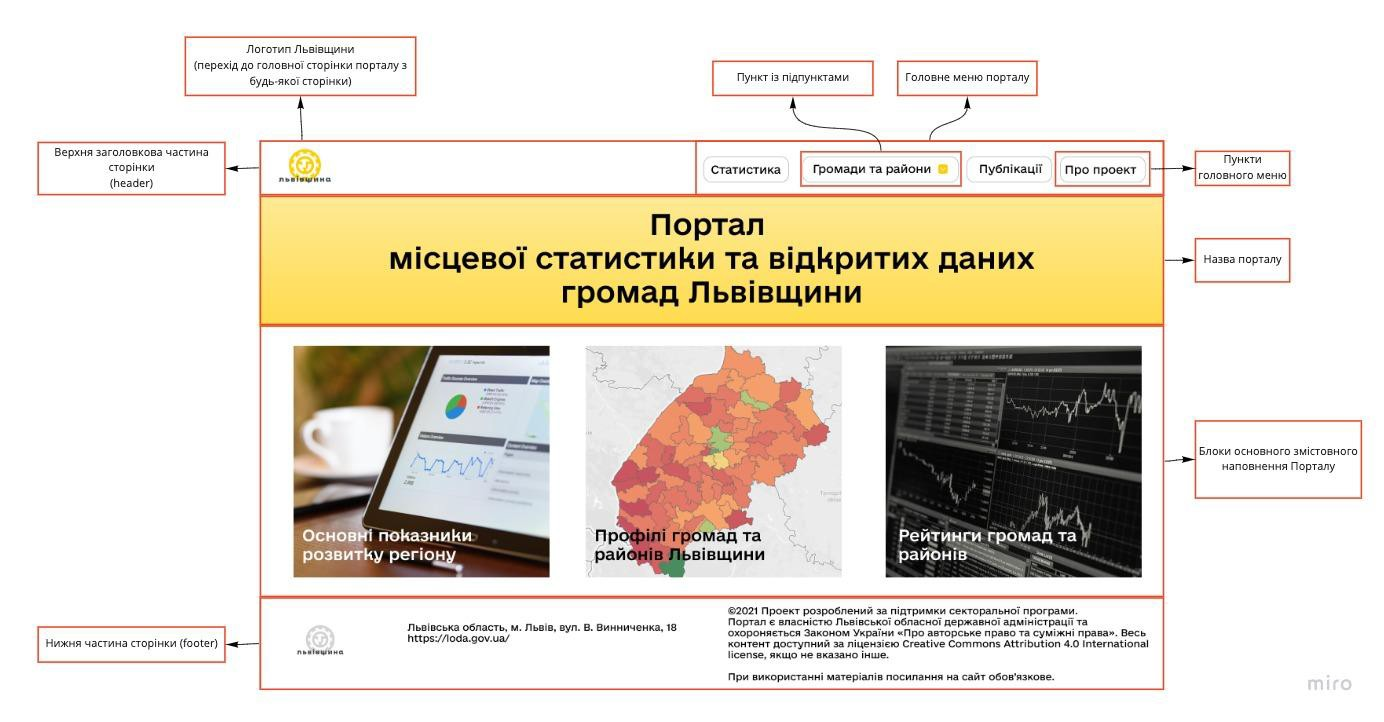 Логотип Львівщини
(перехід до головної сторінки порталу з
будь-якої сторінки)
Пункт із підпунктами
Головне меню порталу
Верхня заголовкова частина
сторінки
(header)
львівщина
Статистика
Громади та райони
Публікації
Про проект
Пункти
головного меню
Портал
місцевої статистики та відкритих даних
громад Львівщини
Назва порталу
Основні показники
розвитку регіону
Профілі громад та
районів Львівщини
Рейтинги громад та
районів
Блоки основного змістовного
наповнення Порталу
Нижня частина сторінки (footer)
львівщина
Львівська область, м. Львів, вул. В. Винниченка, 18
https://loda.gov.ua/
©2021 Проект розроблений за підтримки секторальної програми.
Портал є власністю Львівської обласної державної адміністрації та
охороняється Законом України «Про авторське право та суміжні права». Весь
контент доступний за ліцензією Creative Commons Attribution 4.0 International
license, якщо не вказано інше.
При використанні матеріалів посилання на сайт обов'язкове.
miro